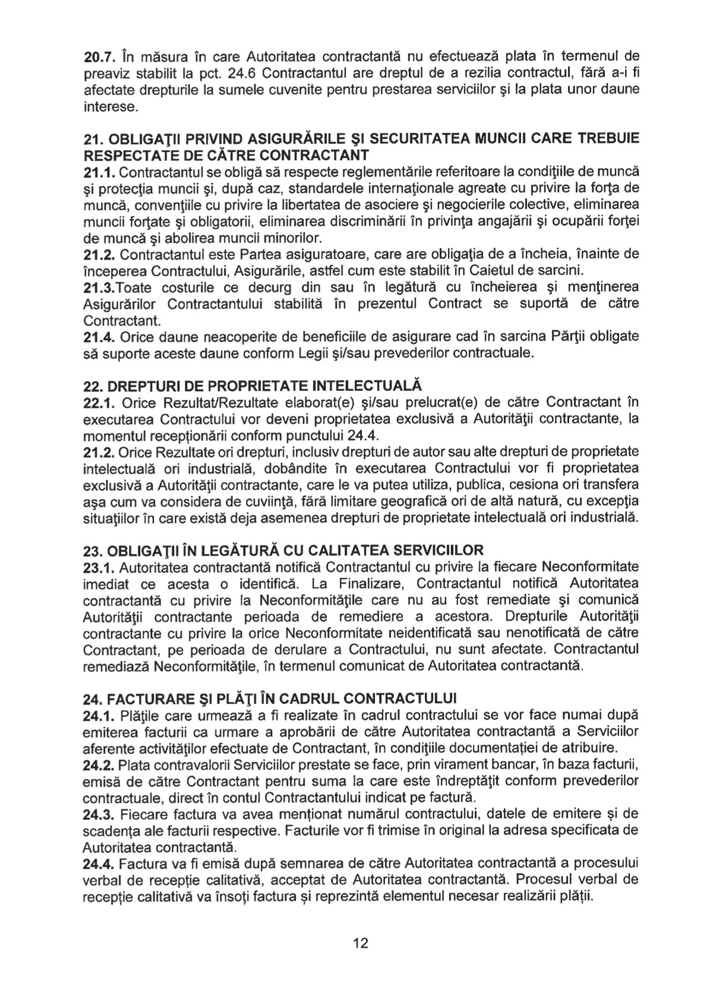 20.7. În măsura în care Autoritatea contractantă nu efectuează plata în termenul de
preaviz stabilit la pct. 24.6 Contractantul are dreptul de a rezilia contractul, fără a-i fi
afectate drepturile la sumele cuvenite pentru prestarea serviciilor şi la plata unor daune
interese.
21. OBLIGAŢII PRIVIND ASIGURĂRILE ŞI SECURITATEA MUNCII CARE TREBUIE
RESPECTATE DE CĂTRE CONTRACTANT
21.1. Contractantul se obligă să respecte reglementările referitoare la condiţiile de muncă
şi protecţia muncii şi, după caz, standardele internaţionale agreate cu privire la forţa de
muncă, convenţiile cu privire la libertatea de asociere şi negocierile colective, eliminarea
muncii forţate şi obligatorii, eliminarea discriminării în privinţa angajării şi ocupării forţei
de muncă şi abolirea muncii minorilor.
21.2. Contractantul este Partea asiguratoare, care are obligaţia de a încheia, înainte de
începerea Contractului, Asigurările, astfel cum este stabilit în Caietul de sarcini.
21.3.Toate costurile ce decurg din sau în legătură cu încheierea şi menţinerea
Asigurărilor Contractantului stabilită în prezentul Contract se suportă de către
Contractant.
21.4. Orice daune neacoperite de beneficiile de asigurare cad în sarcina Părţii obligate
să suporte aceste daune conform Legii şi/sau prevederilor contractuale.
22. DREPTURI DE PROPRIETATE INTELECTUALĂ
22.1. Orice Rezultat/Rezultate elaborat(e) şi/sau prelucrat(e) de către Contractant în
executarea Contractului vor deveni proprietatea exclusivă a Autorităţii contractante, la
momentul recepționării conform punctului 24.4.
21.2. Orice Rezultate ori drepturi, inclusiv drepturi de autor sau alte drepturi de proprietate
intelectuală ori industrială, dobândite în executarea Contractului vor fi proprietatea
exclusivă a Autorităţii contractante, care le va putea utiliza, publica, cesiona ori transfera
aşa cum va considera de cuviinţă, fără limitare geografică ori de altă natură, cu excepţia
situaţiilor în care există deja asemenea drepturi de proprietate intelectuală ori industrială.
23. OBLIGAŢII ÎN LEGĂTURĂ CU CALITATEA SERVICIILOR
23.1. Autoritatea contractantă notifică Contractantul cu privire la fiecare Neconformitate
imediat ce acesta o identifică. La Finalizare, Contractantul notifică Autoritatea
contractantă cu privire la Neconformităţile care nu au fost remediate şi comunică
Autorităţii contractante perioada de remediere a acestora. Drepturile Autorităţii
contractante cu privire la orice Neconformitate neidentificată sau nenotificată de către
Contractant, pe perioada de derulare a Contractului, nu sunt afectate. Contractantul
remediază Neconformităţile, în termenul comunicat de Autoritatea contractantă.
24. FACTURARE ŞI PLĂŢI ÎN CADRUL CONTRACTULUI
24.1. Plăţile care urmează a fi realizate în cadrul contractului se vor face numai după
emiterea facturii ca urmare a aprobării de către Autoritatea contractantă a Serviciilor
aferente activităţilor efectuate de Contractant, în condiţiile documentației de atribuire.
24.2. Plata contravalorii Serviciilor prestate se face, prin virament bancar, în baza facturii,
emisă de către Contractant pentru suma la care este îndreptăţit conform prevederilor
contractuale, direct în contul Contractantului indicat pe factură.
24.3. Fiecare factura va avea menționat numărul contractului, datele de emitere și de
scadența ale facturii respective. Facturile vor fi trimise în original la adresa specificata de
Autoritatea contractantă.
24.4. Factura va fi emisă după semnarea de către Autoritatea contractantă a procesului
verbal de recepție calitativă, acceptat de Autoritatea contractantă. Procesul verbal de
recepție calitativă va însoți factura și reprezintă elementul necesar realizării plății.
12